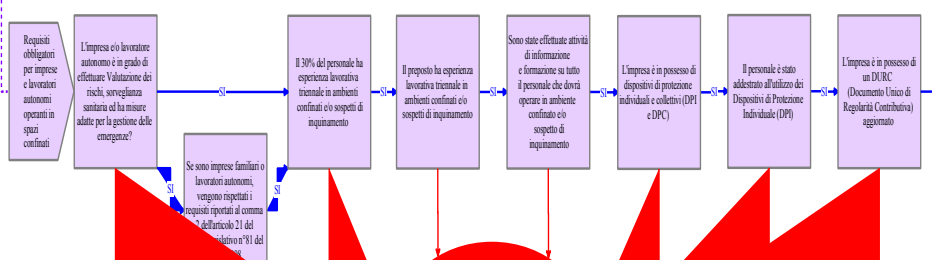 Requisiti
obbligatori
per imprese
e lavoratori
autonomi
operanti in
spazi
confinati
L'impresa e/o lavoratore
autonomo è in grado di
effettuare Valutazione dei
rischi, sorveglianza
sanitaria ed ha misure
adatte per la gestione delle
emergenze?
SI
SI
Se sono imprese familiari o
lavoratori autonomi,
vengono rispettati i
requisiti riportati al comma
2 dell'articolo 21 del
n°81 del
SI
Il 30% del personale ha
esperienza lavorativa
triennale in ambienti
confinati e/o sospetti di
inquinamento
SI
Il preposto ha esperienza
lavorativa triennale in
ambienti confinati e/o
sospetti di inquinamento
SI
Sono state effettuate attività
di informazione
e formazione su tutto
il personale che dovrà
operare in ambiente
confinato e/o
sospetto di
inquinamento
SI
L'impresa è in possesso di
dispositivi di protezione
individuali e collettivi (DPI
e DPC)
SI
Il personale è stato
addestrato all'utilizzo dei
Dispositivi di Protezione
Individuale (DPI)
SI
L'impresa è in possesso di
un DURC
(Documento Unico di
Regolarità Contributiva)
aggiornato